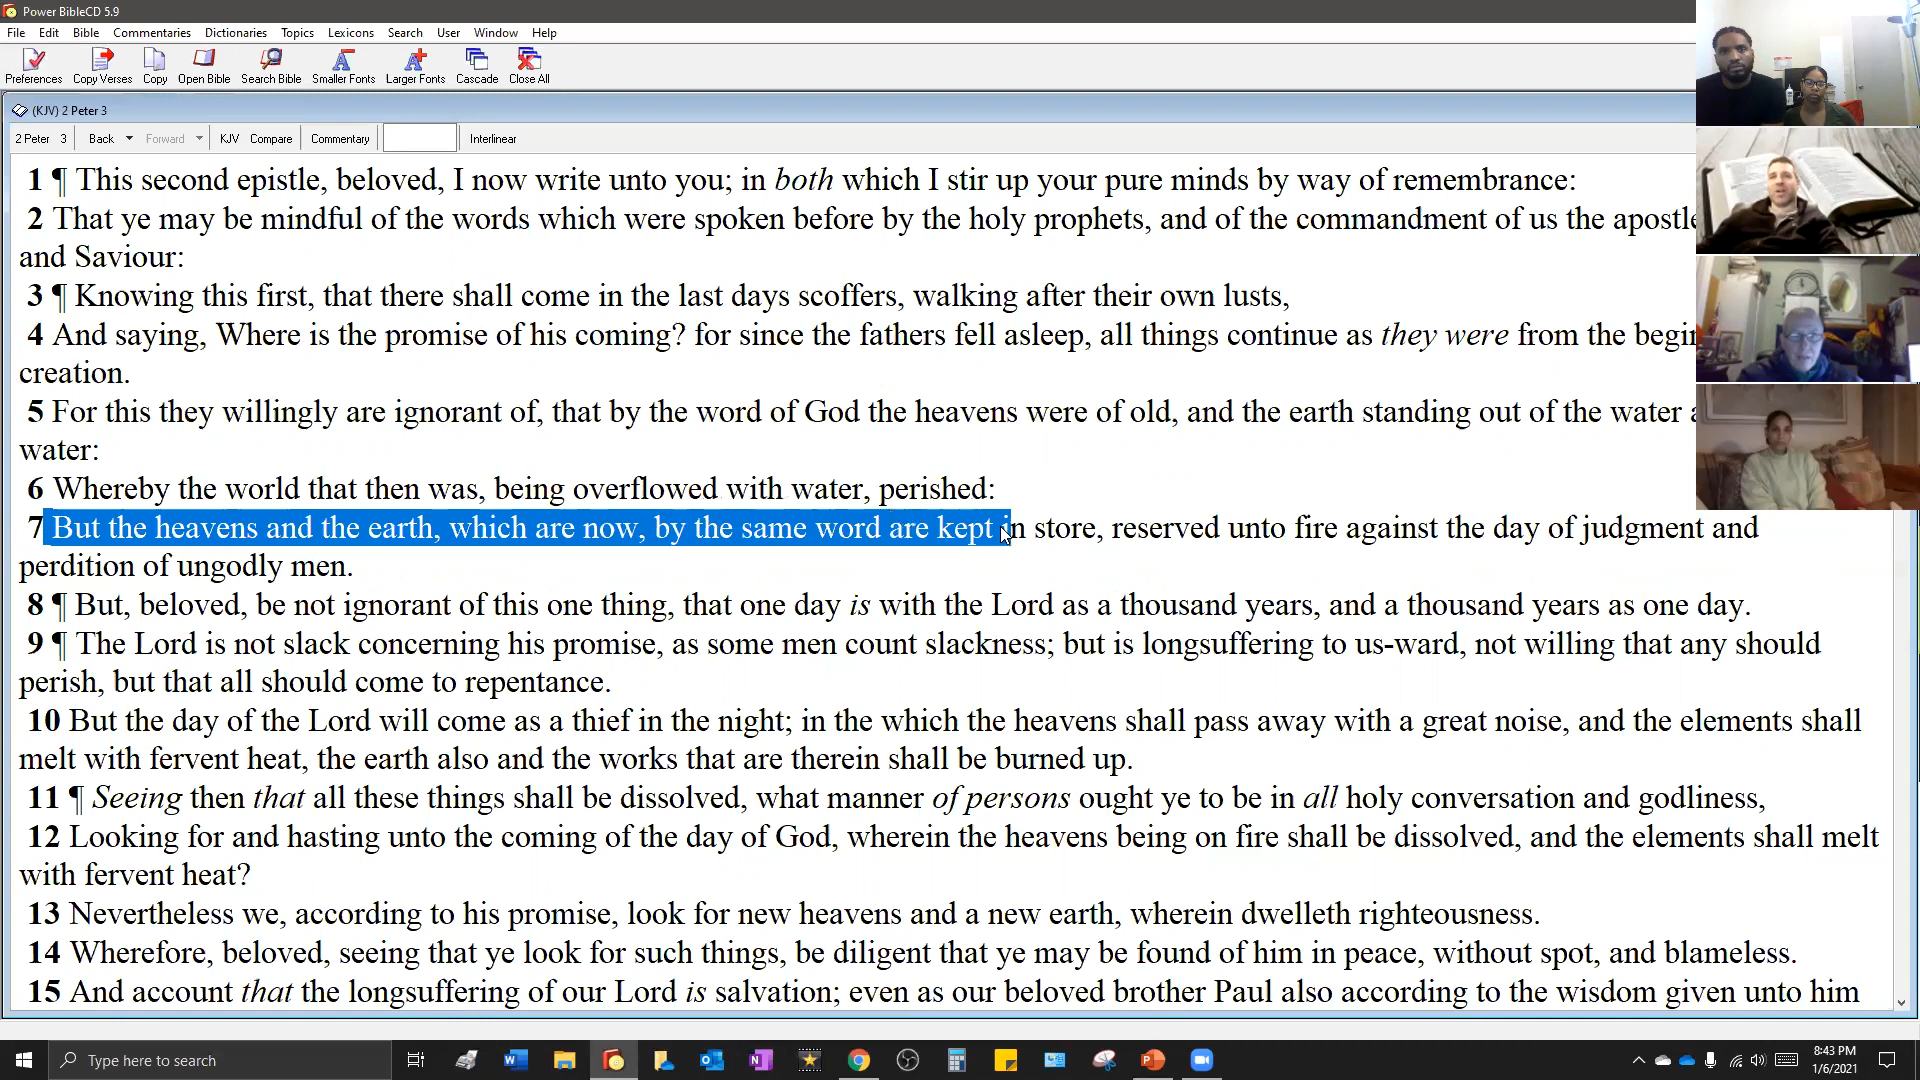 Power BibleCD 5.9
File Edit Bible Commentaries Dictionaries Topics Lexicons Search User Window Help
Preferences Copy Verses Copy Open Bible Search Bible Smaller Fonts Larger Fonts Cascade Close All
(KJV) 2 Peter 3
2 Peter 3 Back Forward KJV Compare Commentary Interlinear
1 ¶ This second epistle, beloved, I now write unto you; in both which I stir up your pure minds by way of remembrance:
2 That ye may be mindful of the words which were spoken before by the holy prophets, and of the commandment of us the apostle
and Saviour:
3 ¶ Knowing this first, that there shall come in the last days scoffers, walking after their own lusts,
4 And saying, Where is the promise of his coming? for since the fathers fell asleep, all things continue as they were from the begin
creation.
5 For this they willingly are ignorant of, that by the word of God the heavens were of old, and the earth standing out of the water
water:
6 Whereby the world that then was, being overflowed with water, perished:
7 But the heavens and the earth, which are now, by the same word are kept in store, reserved unto fire against the day of judgment and
perdition of ungodly men.
8 ¶ But, beloved, be not ignorant of this one thing, that one day is with the Lord as a thousand years, and a thousand years as one day.
9 ¶ The Lord is not slack concerning his promise, as some men count slackness; but is longsuffering to us-ward, not willing that any should
perish, but that all should come to repentance.
10 But the day of the Lord will come as a thief in the night; in the which the heavens shall pass away with a great noise, and the elements shall
melt with fervent heat, the earth also and the works that are therein shall be burned up.
11 ¶ Seeing then that all these things shall be dissolved, what manner of persons ought ye to be in all holy conversation and godliness,
12 Looking for and hasting unto the coming of the day of God, wherein the heavens being on fire shall be dissolved, and the elements shall melt
with fervent heat?
13 Nevertheless we, according to his promise, look for new heavens and a new earth, wherein dwelleth righteousness.
14 Wherefore, beloved, seeing that ye look for such things, be diligent that ye may be found of him in peace, without spot, and blameless.
15 And account that the longsuffering of our Lord is salvation; even as our beloved brother Paul also according to the wisdom given unto him
Type here to search
8:43 PM
1/6/2021